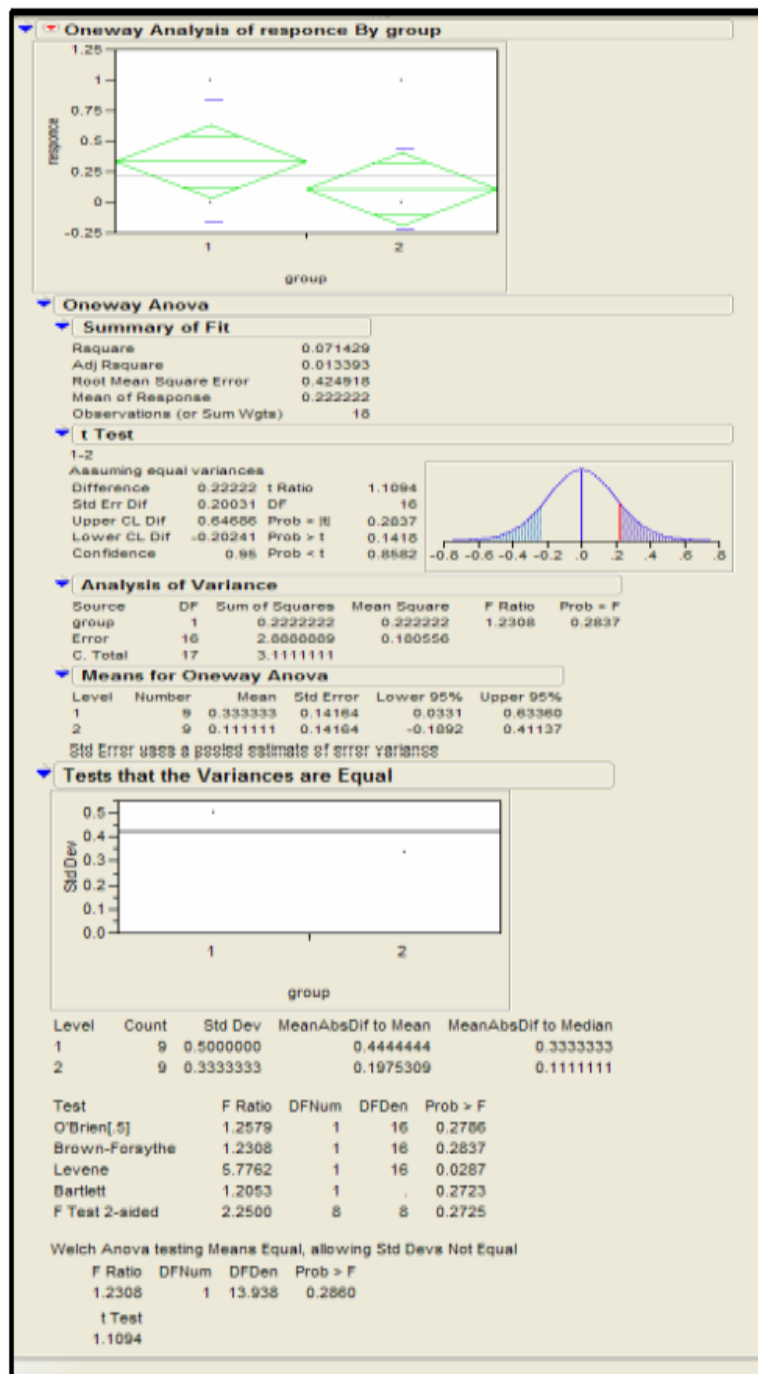 Oneway Analysis of responce By group
1.25
1
0.75
0.5
0.25
0
-0.25
responce
1 2
group
Oneway Anova
Summary of Fit
Rsquare 0.071429
Adj Rsquare 0.013393
Root Mean Square Error 0.424918
Mean of Response 0.222222
Observations (or Sum Wgts) 18
t Test
1-2
Assuming equal variances
Difference 0.22222 t Ratio 1.1094
Std Err Dif 0.20031 DF 16
Upper CL Dif 0.64686 Prob > |t| 0.2837
Lower CL Dif -0.20241 Prob > t 0.1418
Confidence 0.95 Prob < t 0.8582
-0.8 -0.6 -0.4 -0.2 .0 .2 .4 .6 .8
Analysis of Variance
Source DF Sum of Squares Mean Square F Ratio Prob > F
group 1 0.2222222 0.222222 1.2308 0.2837
Error 16 2.8888889 0.180556
C. Total 17 3.1111111
Means for Oneway Anova
Level Number Mean Std Error Lower 95% Upper 95%
1 9 0.333333 0.14164 0.0331 0.63360
2 9 0.111111 0.14164 -0.1892 0.41137
Std Error uses a pooled estimate of error variance
Tests that the Variances are Equal
0.5
0.4
0.3
0.2
0.1
0.0
Std Dev
1 2
group
Level Count Std Dev MeanAbsDif to Mean MeanAbsDif to Median
1 9 0.5000000 0.4444444 0.3333333
2 9 0.3333333 0.1975309 0.1111111
Test F Ratio DFNum DFDen Prob > F
O'Brien[.5] 1.2579 1 16 0.2786
Brown-Forsythe 1.2308 1 16 0.2837
Levene 5.7762 1 16 0.0287
Bartlett 1.2053 1 . 0.2723
F Test 2-sided 2.2500 8 8 0.2725
Welch Anova testing Means Equal, allowing Std Devs Not Equal
F Ratio DFNum DFDen Prob > F
1.2308 1 13.938 0.2860
t Test
1.1094